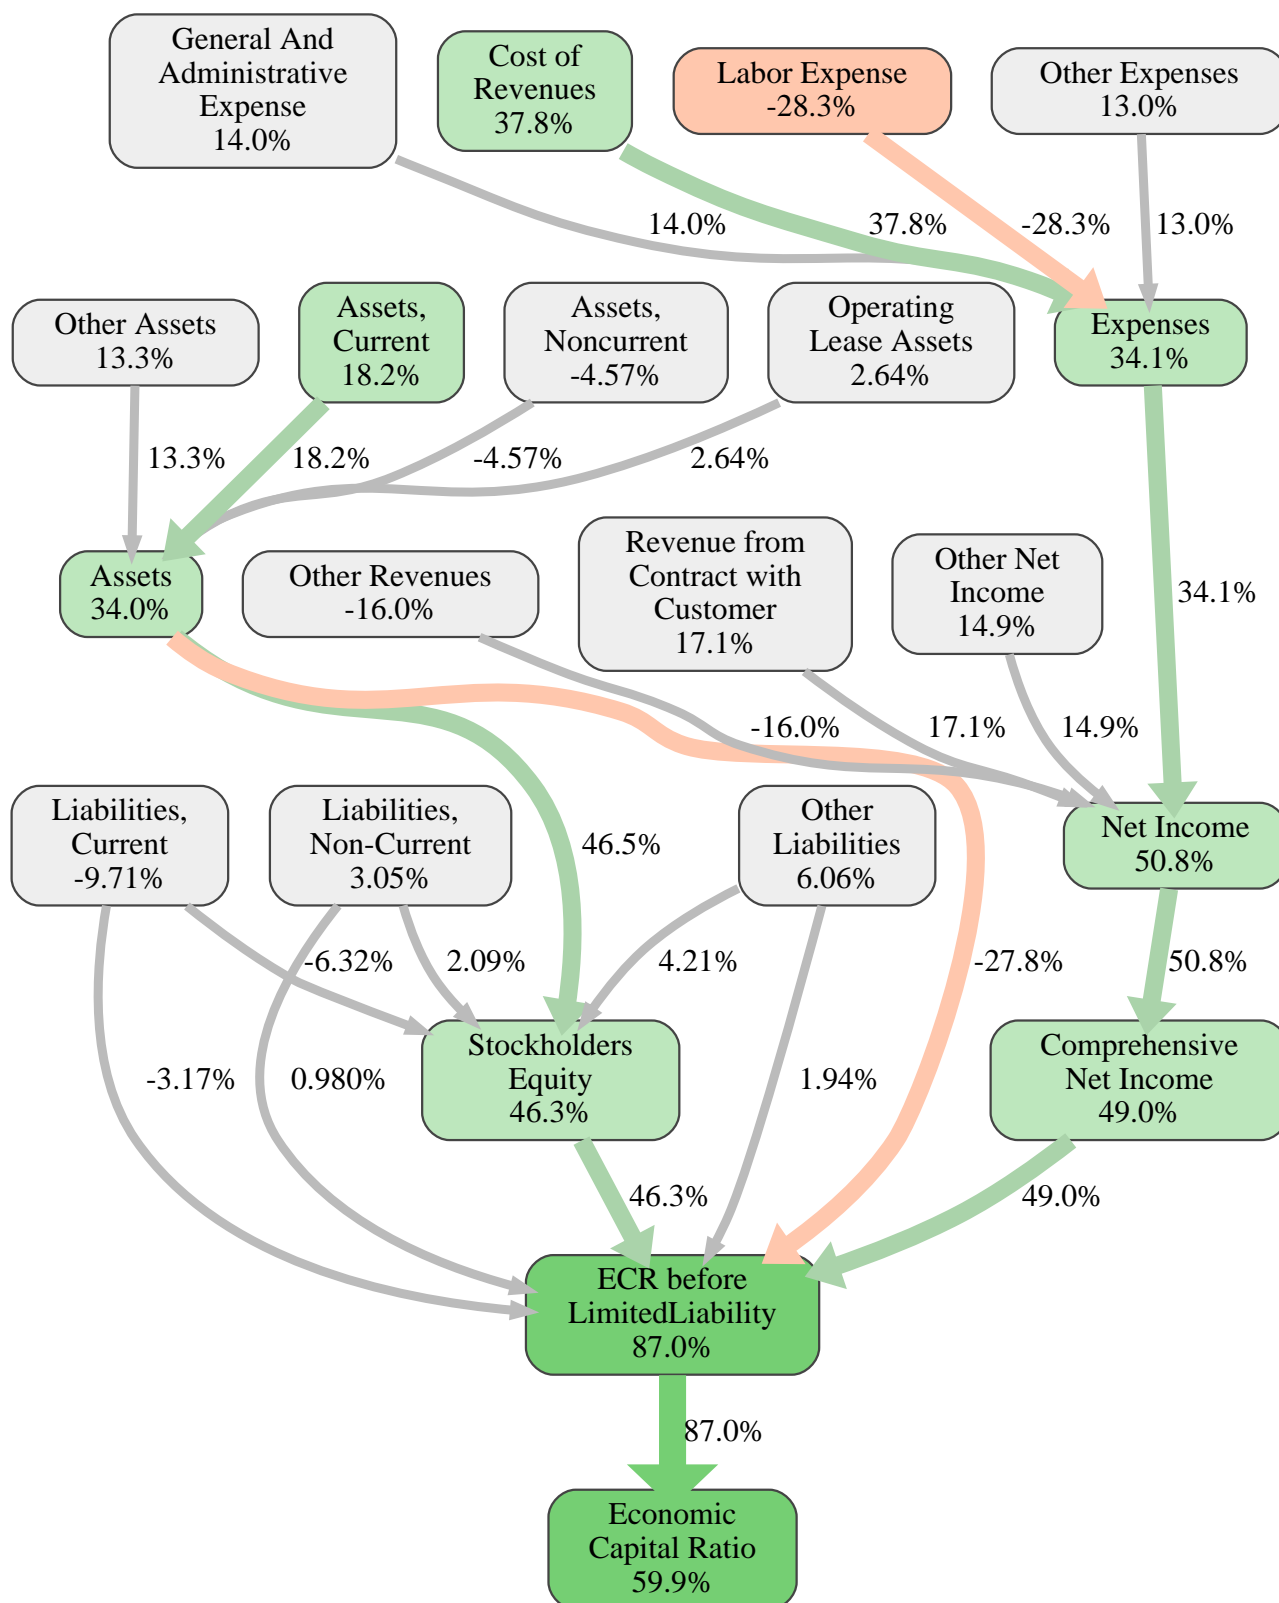 General And
Administrative
Expense
14.0%
Cost of
Revenues
37.8%
Labor Expense
-28.3%
Other Expenses
13.0%
14.0%
37.8%
-28.3%
13.0%
Other Assets
13.3%
Assets,
Current
18.2%
Assets,
Noncurrent
-4.57%
Operating
Lease Assets
2.64%
Expenses
34.1%
13.3%
18.2%
-4.57%
2.64%
Assets
34.0%
Other Revenues
-16.0%
Revenue from
Contract with
Customer
17.1%
Other Net
Income
14.9%
34.1%
-16.0%
17.1%
14.9%
Liabilities,
Current
-9.71%
Liabilities,
Non-Current
3.05%
46.5%
Other
Liabilities
6.06%
Net Income
50.8%
-6.32%
2.09%
4.21%
-27.8%
50.8%
Stockholders
Equity
46.3%
Comprehensive
Net Income
49.0%
-3.17%
0.980%
1.94%
46.3%
49.0%
ECR before
LimitedLiability
87.0%
87.0%
Economic
Capital Ratio
59.9%